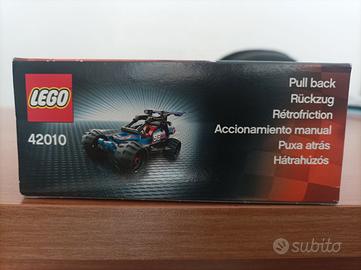 LEGO
42010
Pull back
Rückzug
Rétrofriction
Accionamiento manual
Puxa atrás
Hátrahúzós
subito